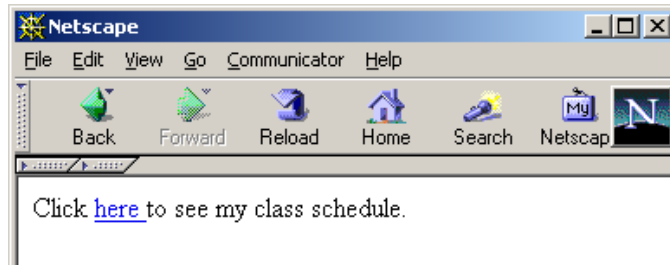 Netscape
File Edit View Go Communicator Help
Back Forward Reload Home Search Netscap
My
N
Click here to see my class schedule.